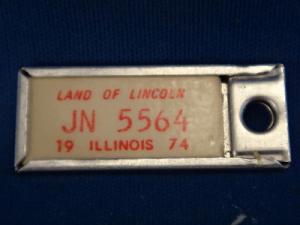 LAND OF LINCOLN
JN 5564
19 ILLINOIS 74